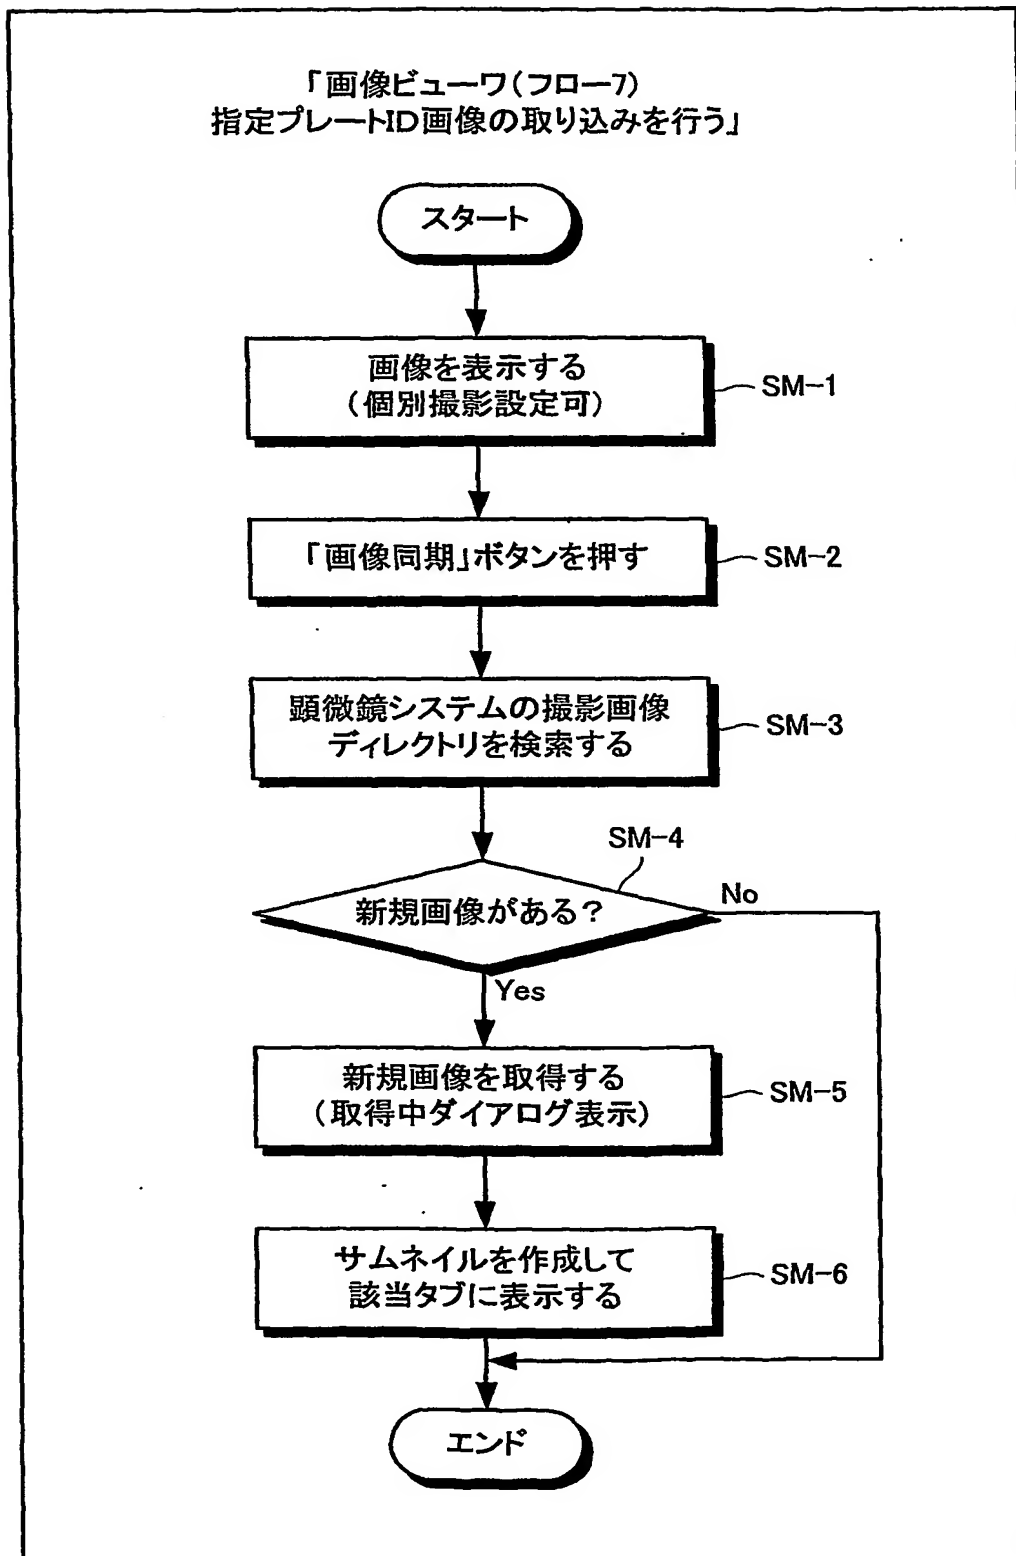 「画像ビューワ(フロー7)
指定プレートID画像の取り込みを行う」
スタート
画像を表示する
(個別撮影設定可)
SM-1
「画像同期」ボタンを押す
SM-2
顕微鏡システムの撮影画像
ディレクトリを検索する
SM-3
SM-4
新規画像がある?
No
Yes
新規画像を取得する
(取得中ダイアログ表示)
SM-5
サムネイルを作成して
該当タブに表示する
SM-6
エンド